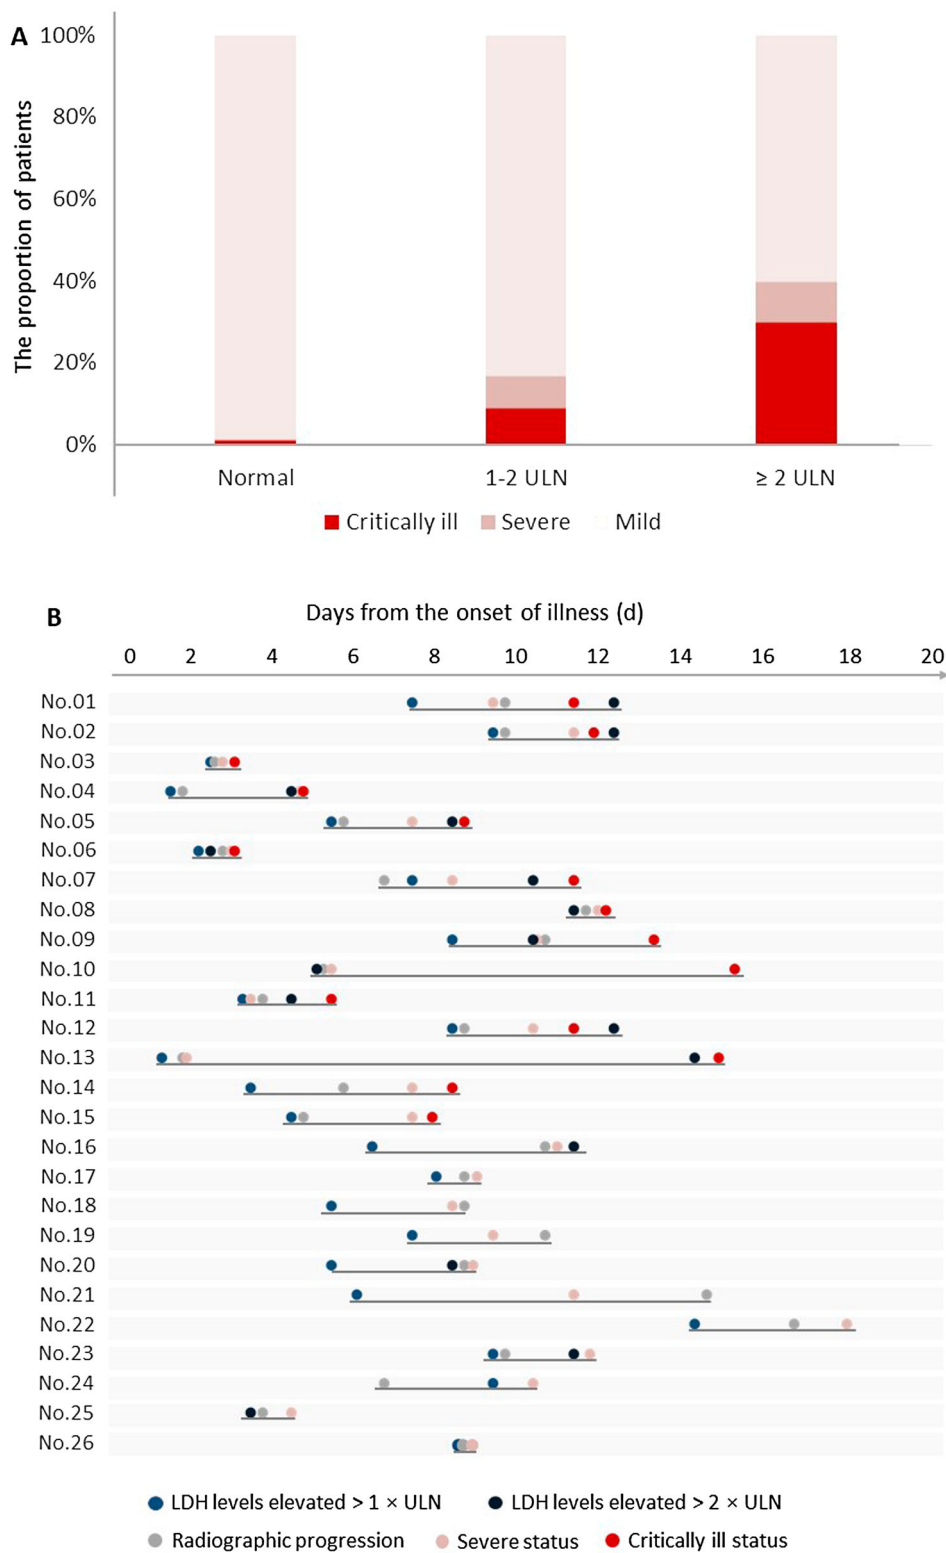 A
100%
80%
60%
40%
20%
0%
The proportion of patients
Normal
1-2 ULN
≥ 2 ULN
Critically ill
Severe
Mild
B
Days from the onset of illness (d)
0 2 4 6 8 10 12 14 16 18 20
No.01
No.02
No.03
No.04
No.05
No.06
No.07
No.08
No.09
No.10
No.11
No.12
No.13
No.14
No.15
No.16
No.17
No.18
No.19
No.20
No.21
No.22
No.23
No.24
No.25
No.26
LDH levels elevated > 1 × ULN
LDH levels elevated > 2 × ULN
Radiographic progression
Severe status
Critically ill status